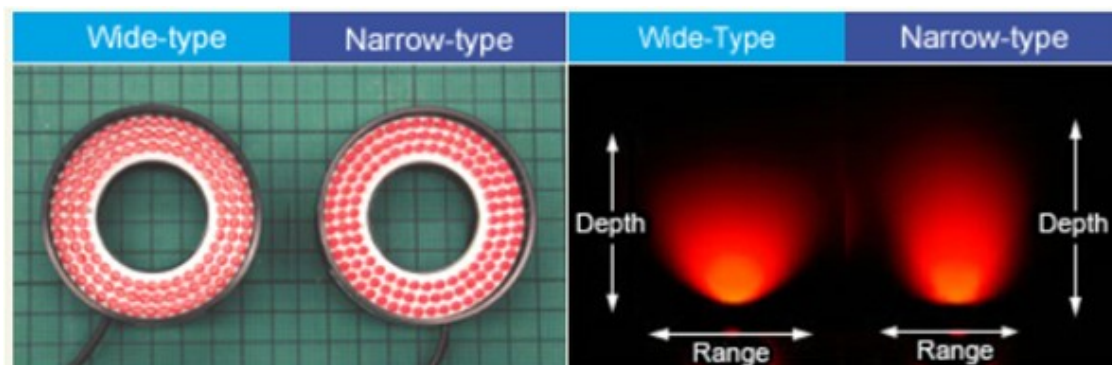 Wide-type
Narrow-type
Wide-Type
Narrow-type
Depth
Depth
Range
Range